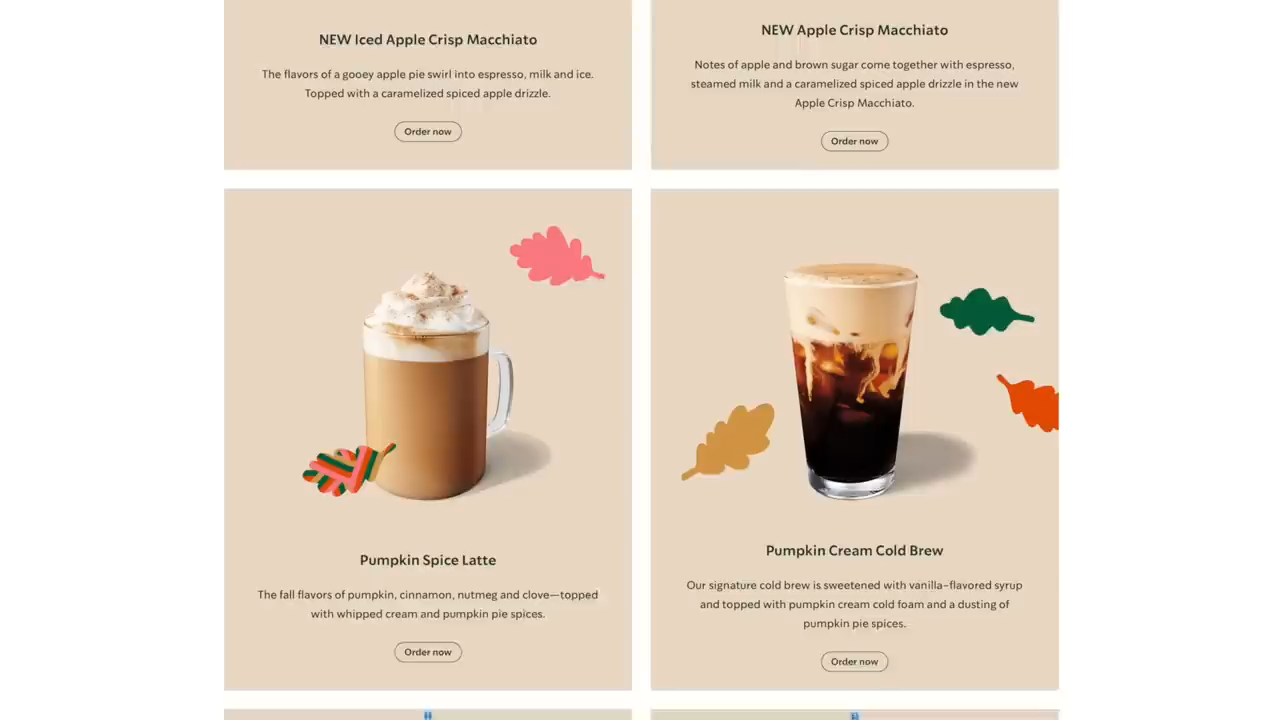 NEW Iced Apple Crisp Macchiato
The flavors of a gooey apple pie swirl into espresso, milk and ice.
Topped with a caramelized spiced apple drizzle.
Order now
NEW Apple Crisp Macchiato
Notes of apple and brown sugar come together with espresso,
steamed milk and a caramelized spiced apple drizzle in the new
Apple Crisp Macchiato.
Order now
Pumpkin Spice Latte
The fall flavors of pumpkin, cinnamon, nutmeg and clove—topped
with whipped cream and pumpkin pie spices.
Order now
Pumpkin Cream Cold Brew
Our signature cold brew is sweetened with vanilla-flavored syrup
and topped with pumpkin cream cold foam and a dusting of
pumpkin pie spices.
Order now